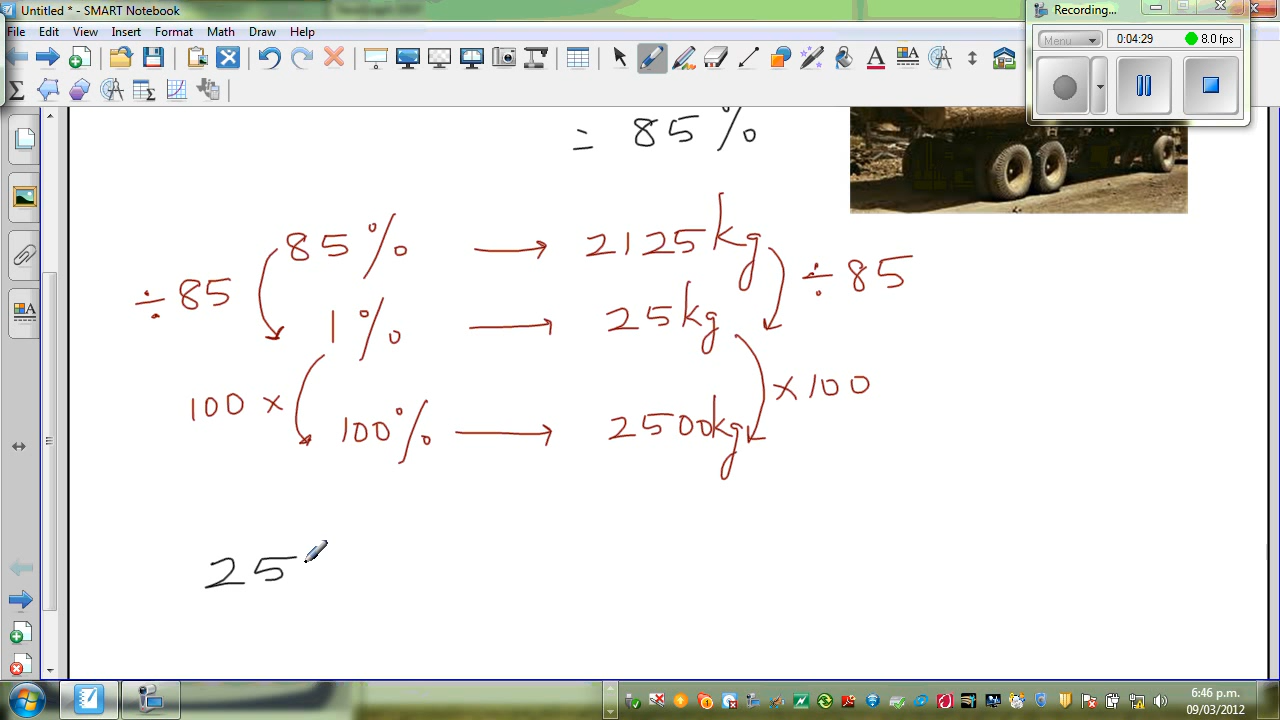 Untitled * - SMART Notebook
Recording...
File Edit View Insert Format Math Draw Help
Menu
0:04:29
8.0 fps
= 85 %
85% → 2125kg
÷ 85
÷ 85
1% → 25kg
100 ×
× 100
100% → 2500kg
25
6:46 p.m.
09/03/2012